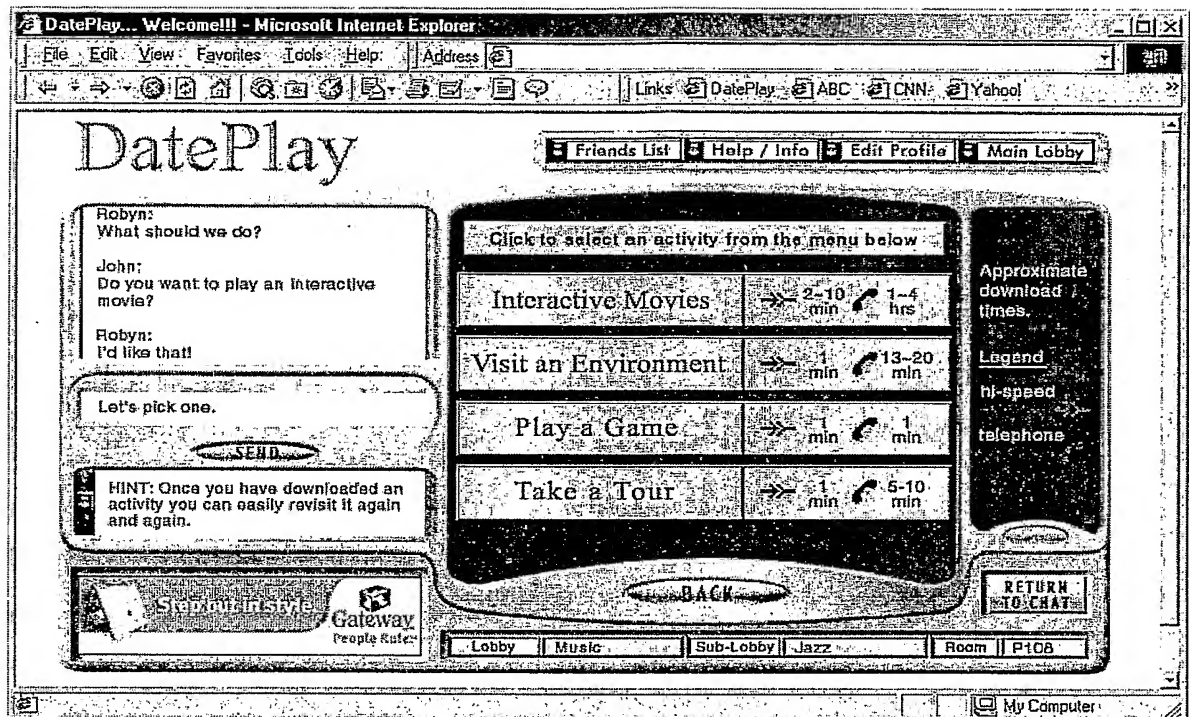 DatePlay... Welcome!!! - Microsoft Internet Explorer
File Edit View Favorites Tools Help Address
Links DatePlay ABC CNN Yahoo!
DatePlay
Friends List Help / Info Edit Profile Main Lobby
Robyn:
What should we do?
John:
Do you want to play an interactive
movie?
Robyn:
I'd like that!
Let's pick one.
SEND
HINT: Once you have downloaded an
activity you can easily revisit it again
and again.
Click to select an activity from the menu below
Interactive Movies 2-10 min 1-4 hrs
Visit an Environment 1 min 13-20 min
Play a Game 1 min 1 min
Take a Tour 1 min 5-10 min
BACK
Approximate
download
times.
Legend
hi-speed
telephone
RETURN
TO CHAT
Step out in style
Gateway
People Rule
Lobby Music Sub-Lobby Jazz Room P108
My Computer